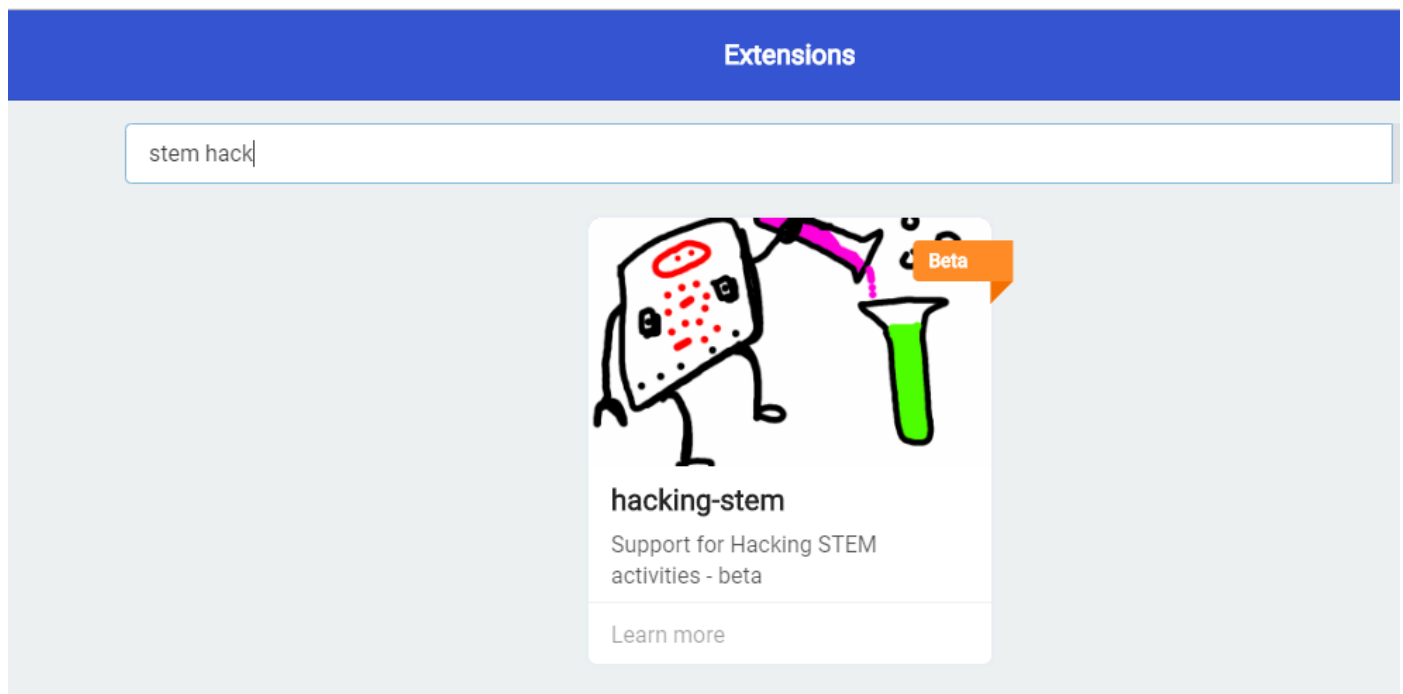 Extensions
stem hack
Beta
hacking-stem
Support for Hacking STEM
activities - beta
Learn more